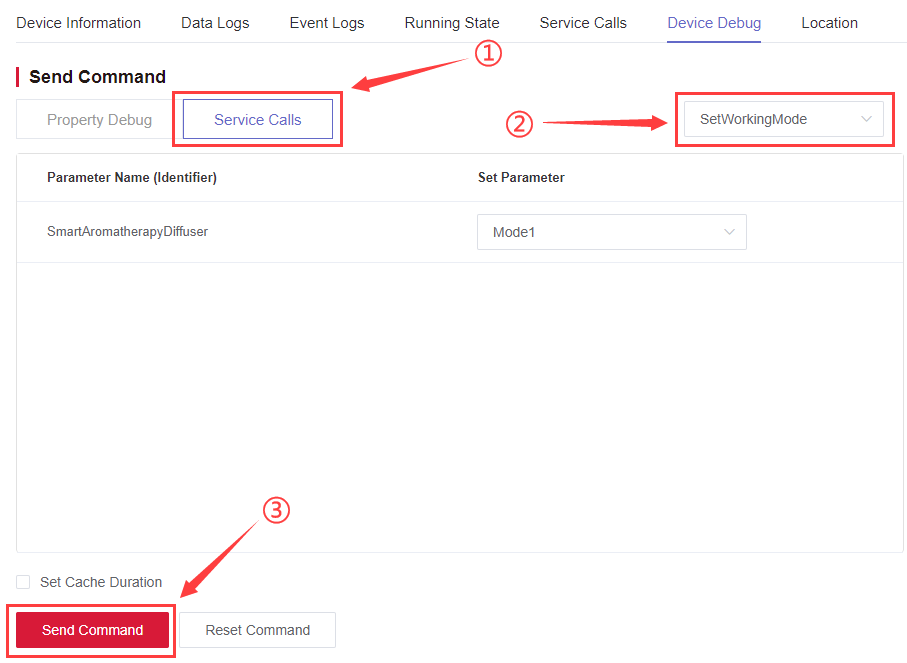 Device Information Data Logs Event Logs Running State Service Calls Device Debug Location
①
Send Command
Property Debug Service Calls ② SetWorkingMode
Parameter Name (Identifier) Set Parameter
SmartAromatherapyDiffuser Mode1
③
Set Cache Duration
Send Command Reset Command